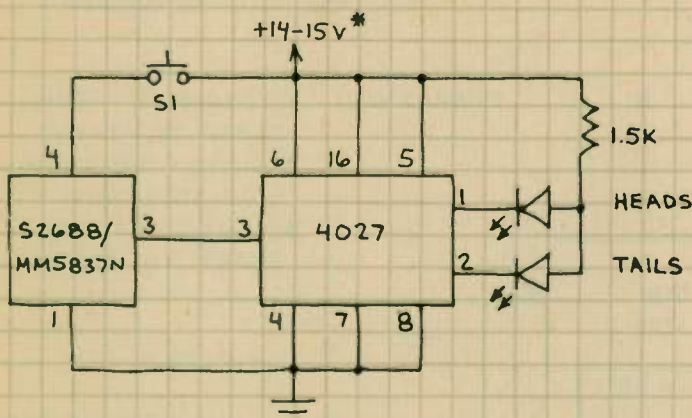 +14-15V*
S1
4
6 16 5
1.5K
S2688/
MM5837N
3
3
4027
1
HEADS
2
TAILS
1
4 7 8